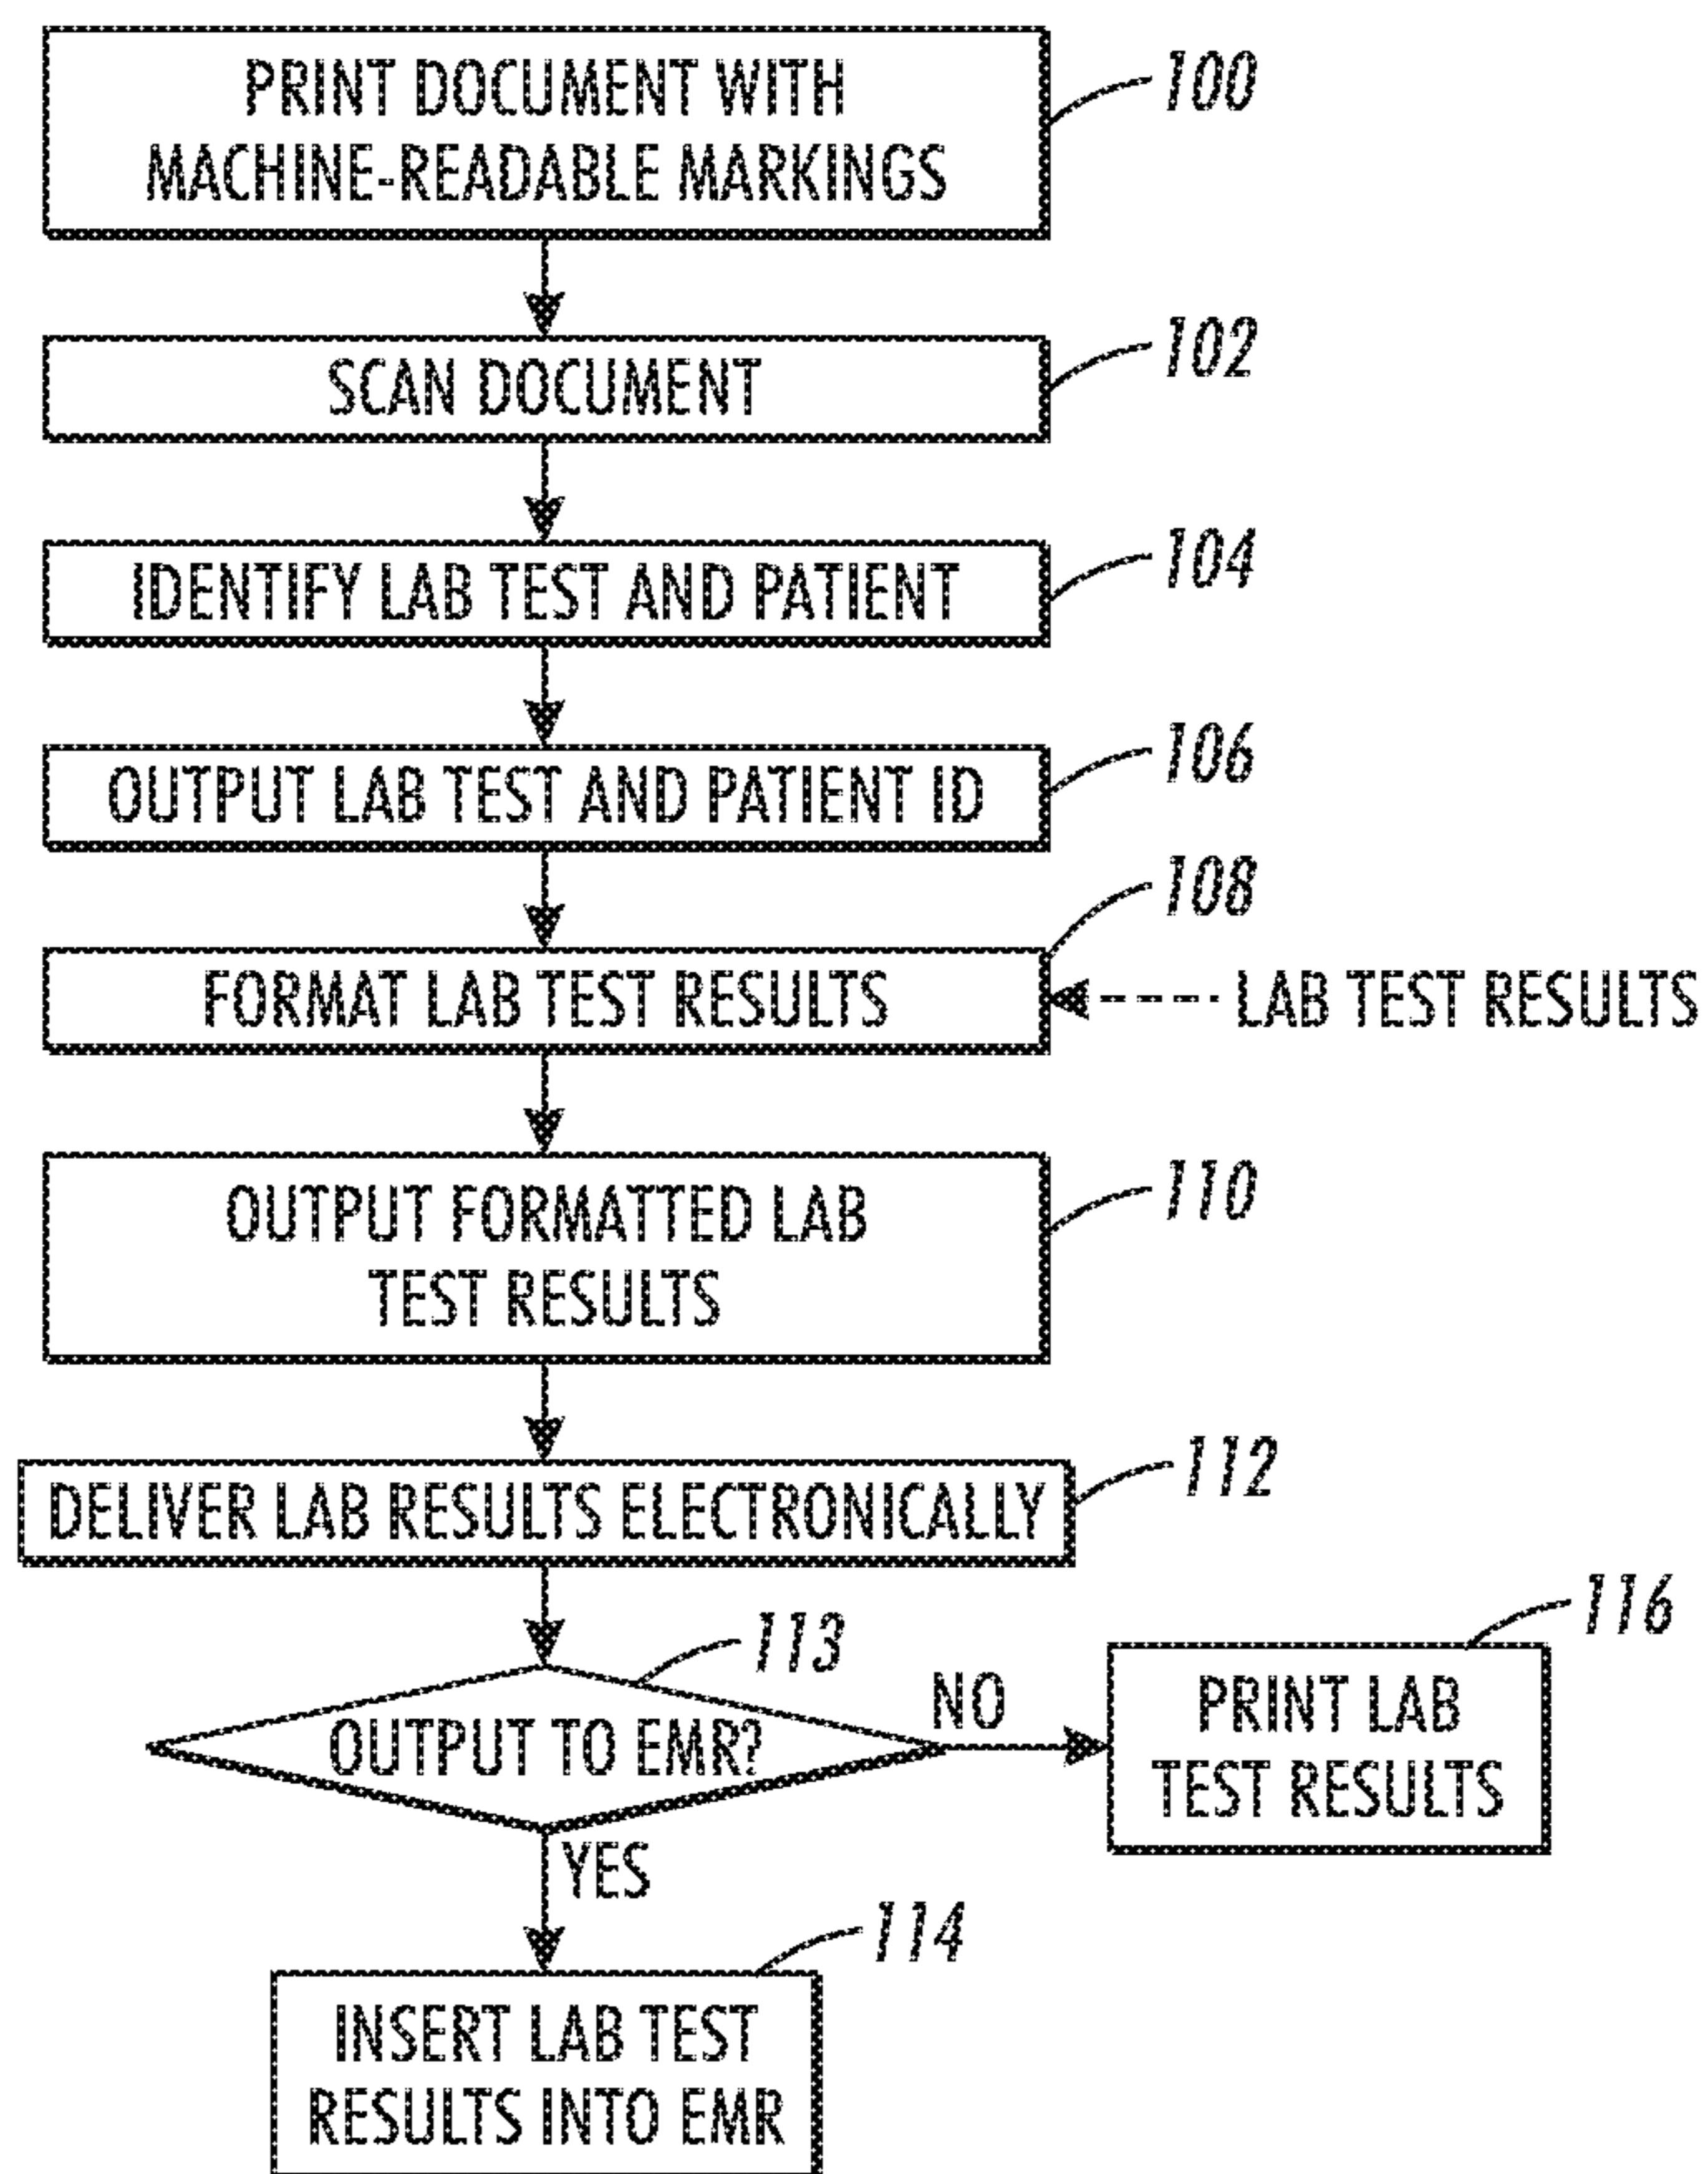 PRINT DOCUMENT WITH
MACHINE-READABLE MARKINGS
100
SCAN DOCUMENT
102
IDENTIFY LAB TEST AND PATIENT
104
OUTPUT LAB TEST AND PATIENT ID
106
FORMAT LAB TEST RESULTS
108
LAB TEST RESULTS
OUTPUT FORMATTED LAB
TEST RESULTS
110
DELIVER LAB RESULTS ELECTRONICALLY
112
OUTPUT TO EMR?
113
NO
PRINT LAB
TEST RESULTS
116
YES
INSERT LAB TEST
RESULTS INTO EMR
114